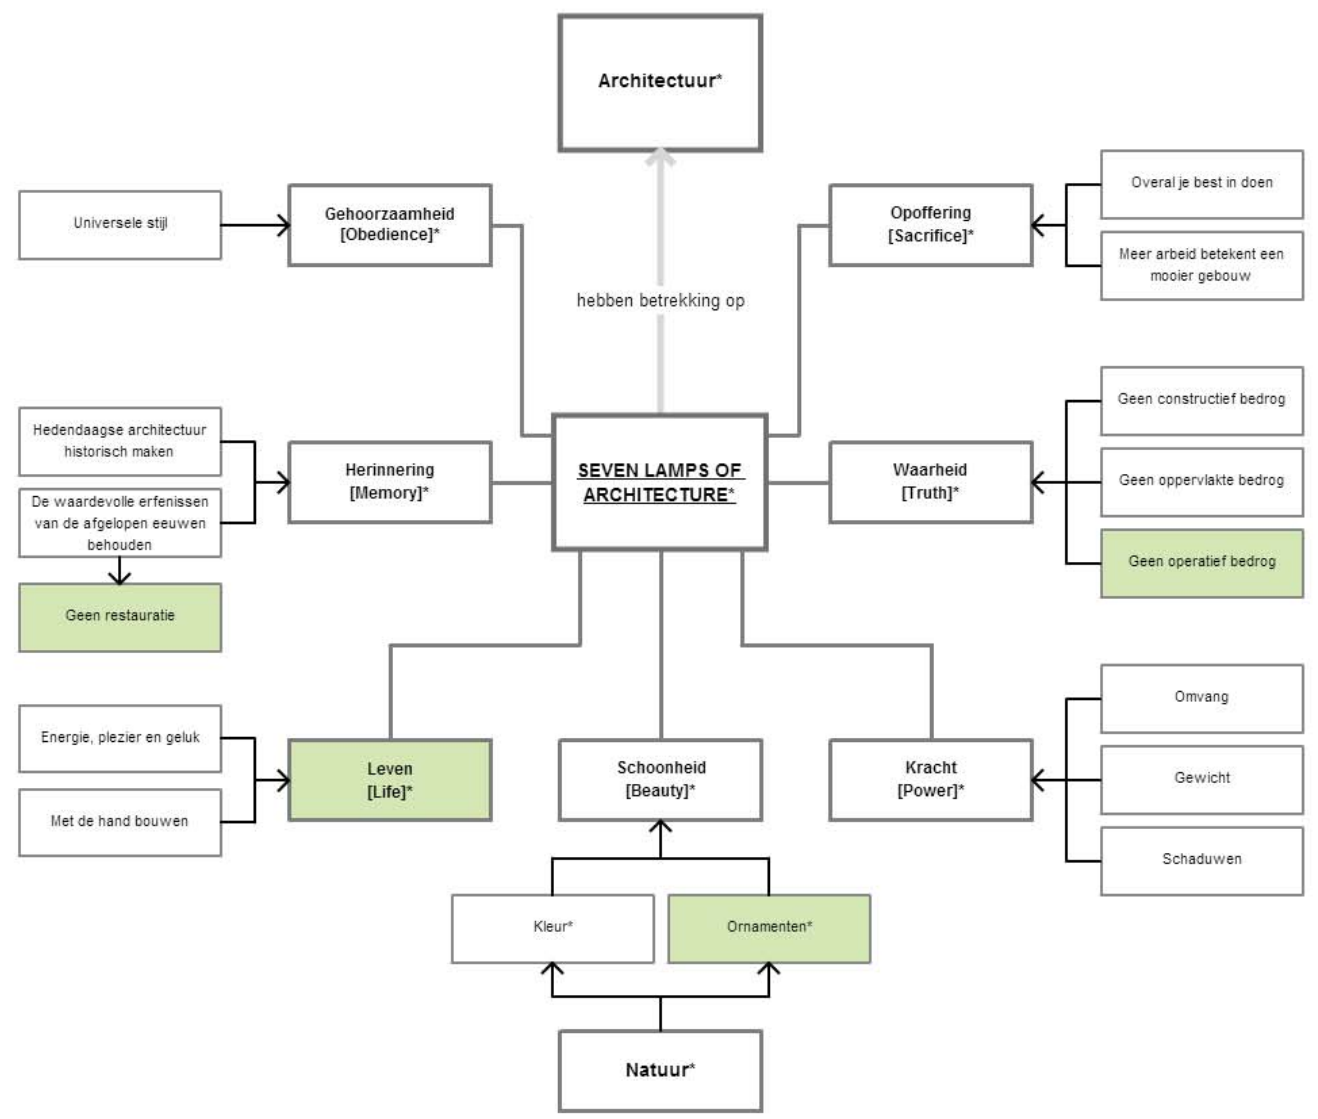 Architectuur*
Universele stijl
Gehoorzaamheid
[Obedience]*
Opoffering
[Sacrifice]*
Overal je best in doen
Meer arbeid betekent een
mooier gebouw
hebben betrekking op
Hedendaagse architectuur
historisch maken
De waardevolle erfenissen
van de afgelopen eeuwen
behouden
Geen restauratie
Herinnering
[Memory]*
SEVEN LAMPS OF
ARCHITECTURE*
Waarheid
[Truth]*
Geen constructief bedrog
Geen oppervlakte bedrog
Geen operatief bedrog
Energie, plezier en geluk
Met de hand bouwen
Leven
[Life]*
Schoonheid
[Beauty]*
Kracht
[Power]*
Omvang
Gewicht
Schaduwen
Kleur*
Ornamenten*
Natuur*